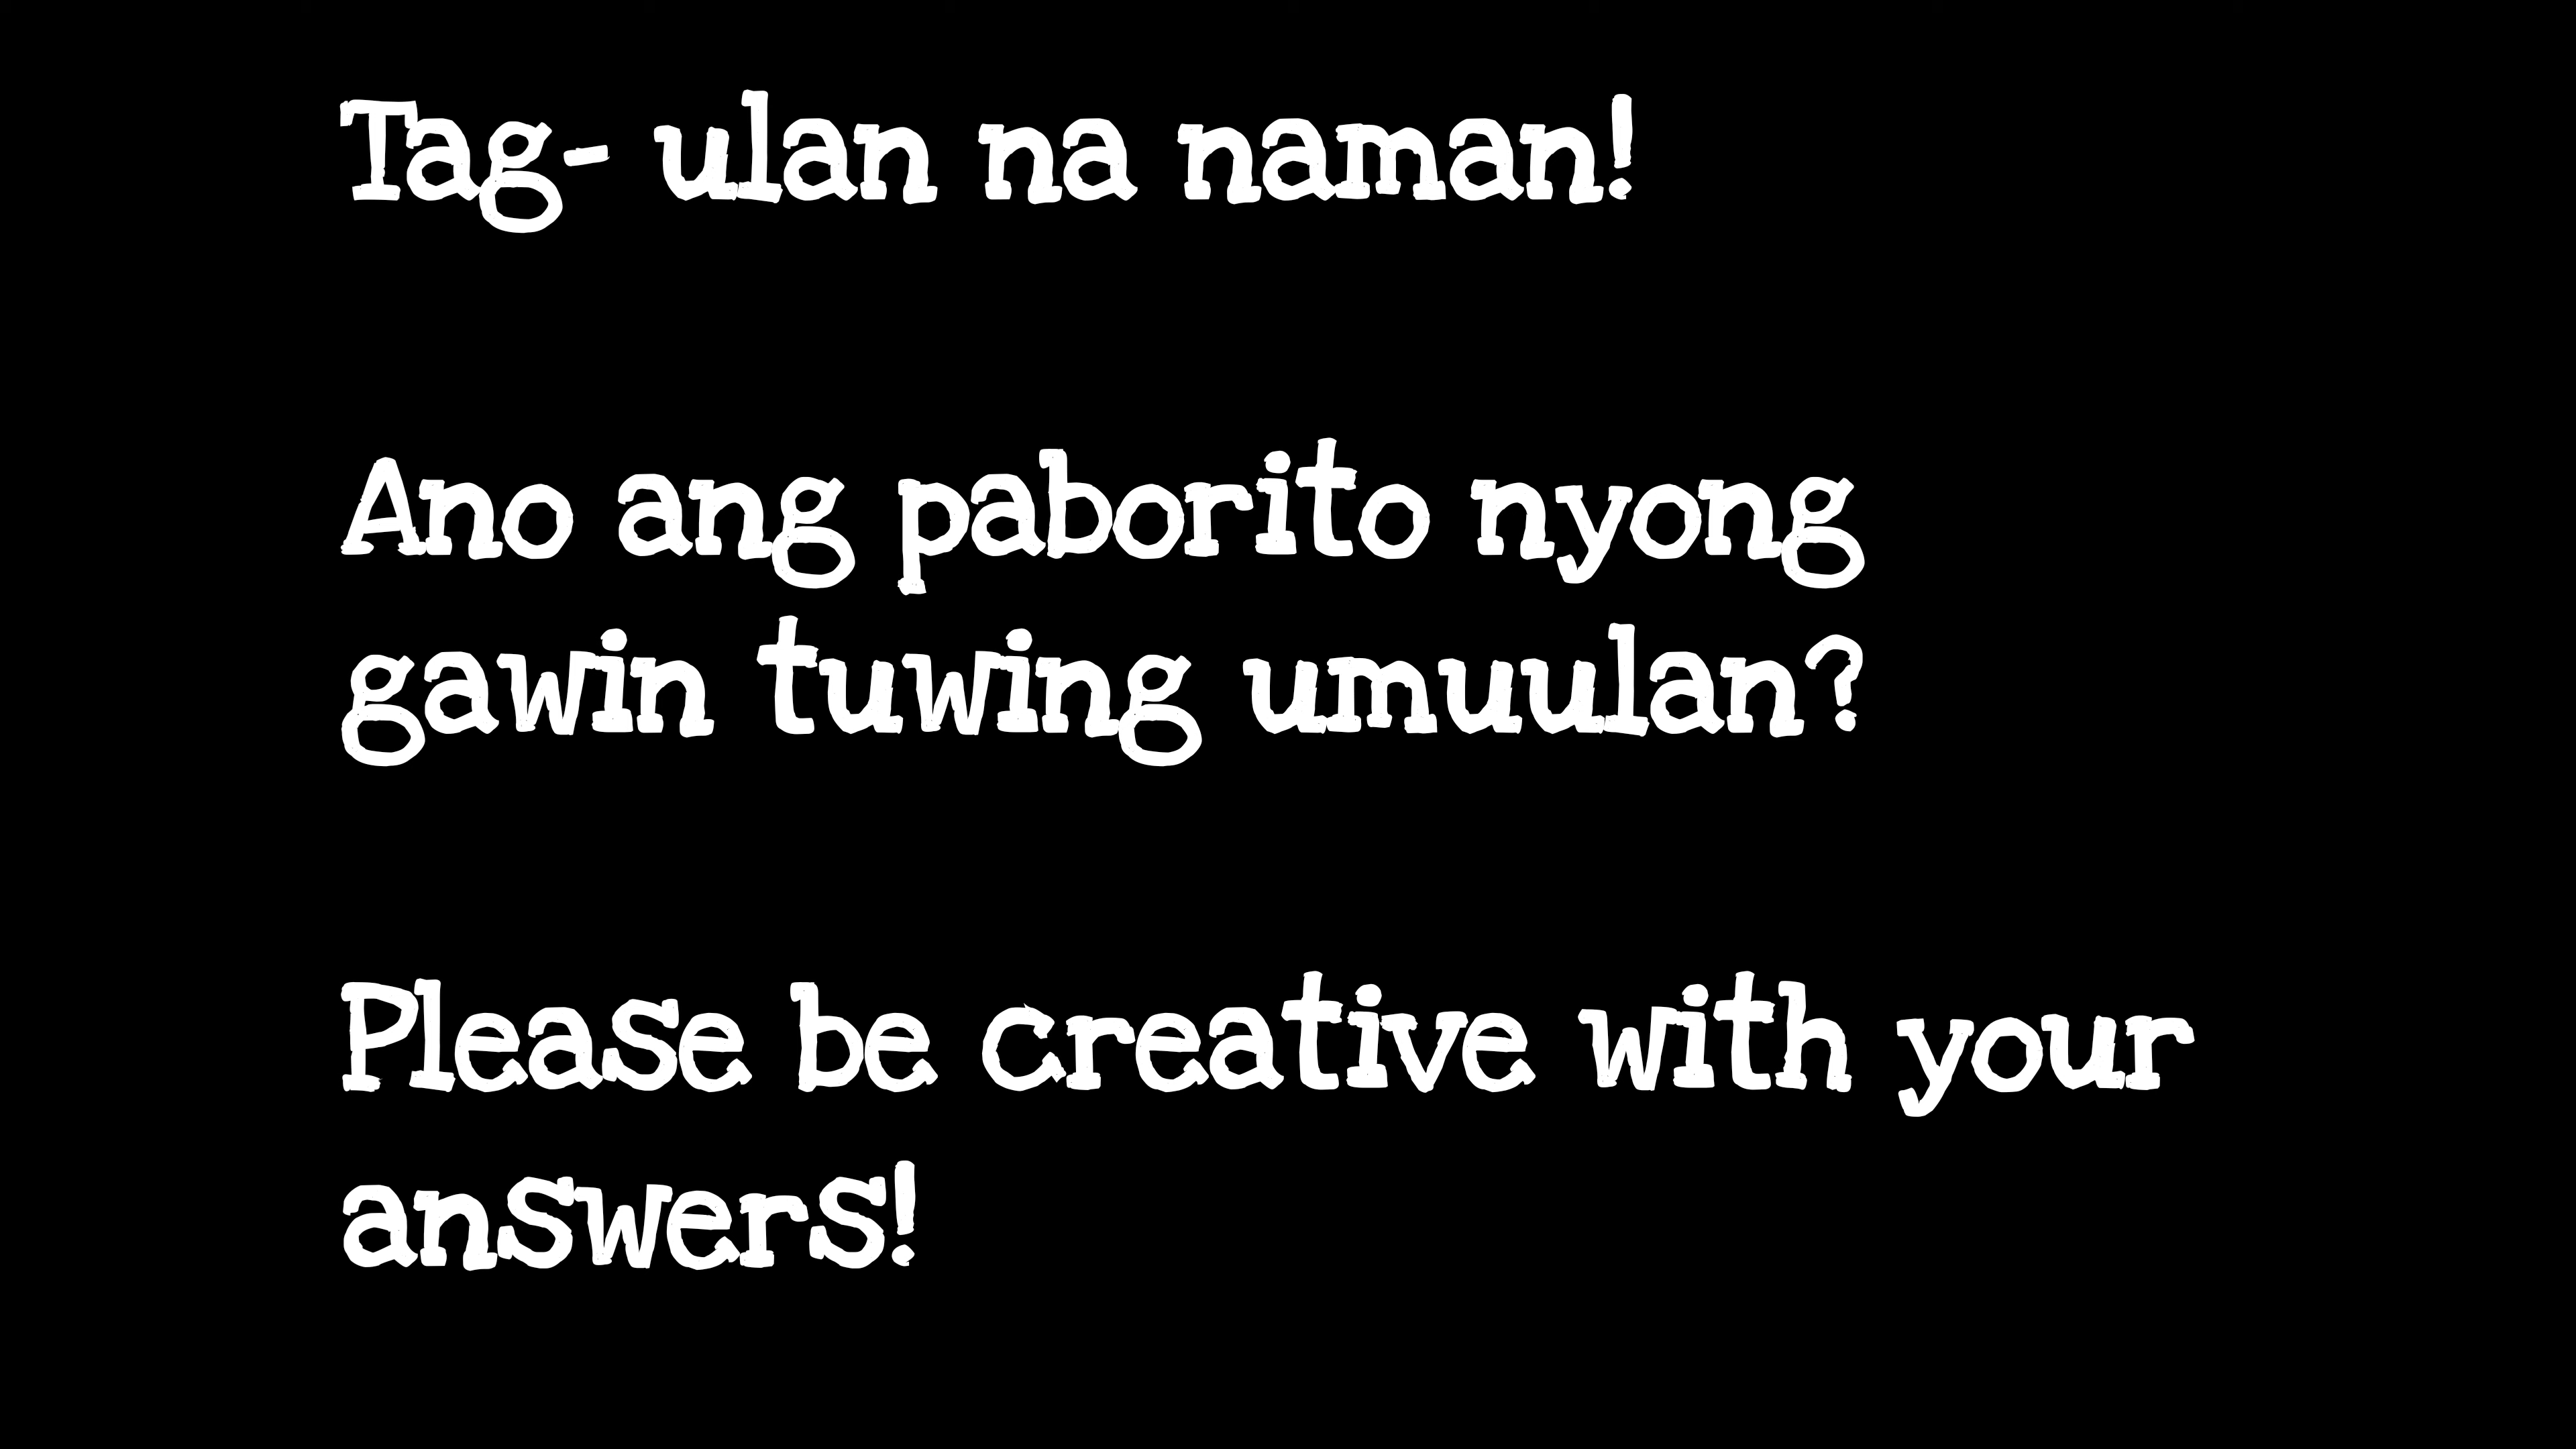 Tag- ulan na naman!
Ano ang paborito nyong
gawin tuwing umuulan?
Please be creative with your
answers!